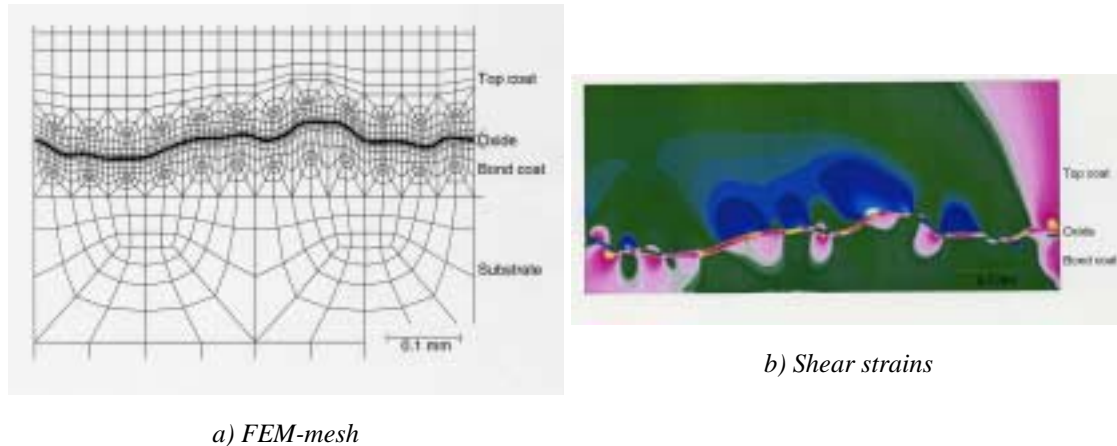 Top coat
Oxide
Bond coat
Substrate
0.1 mm
a) FEM-mesh
Top coat
Oxide
Bond coat
b) Shear strains